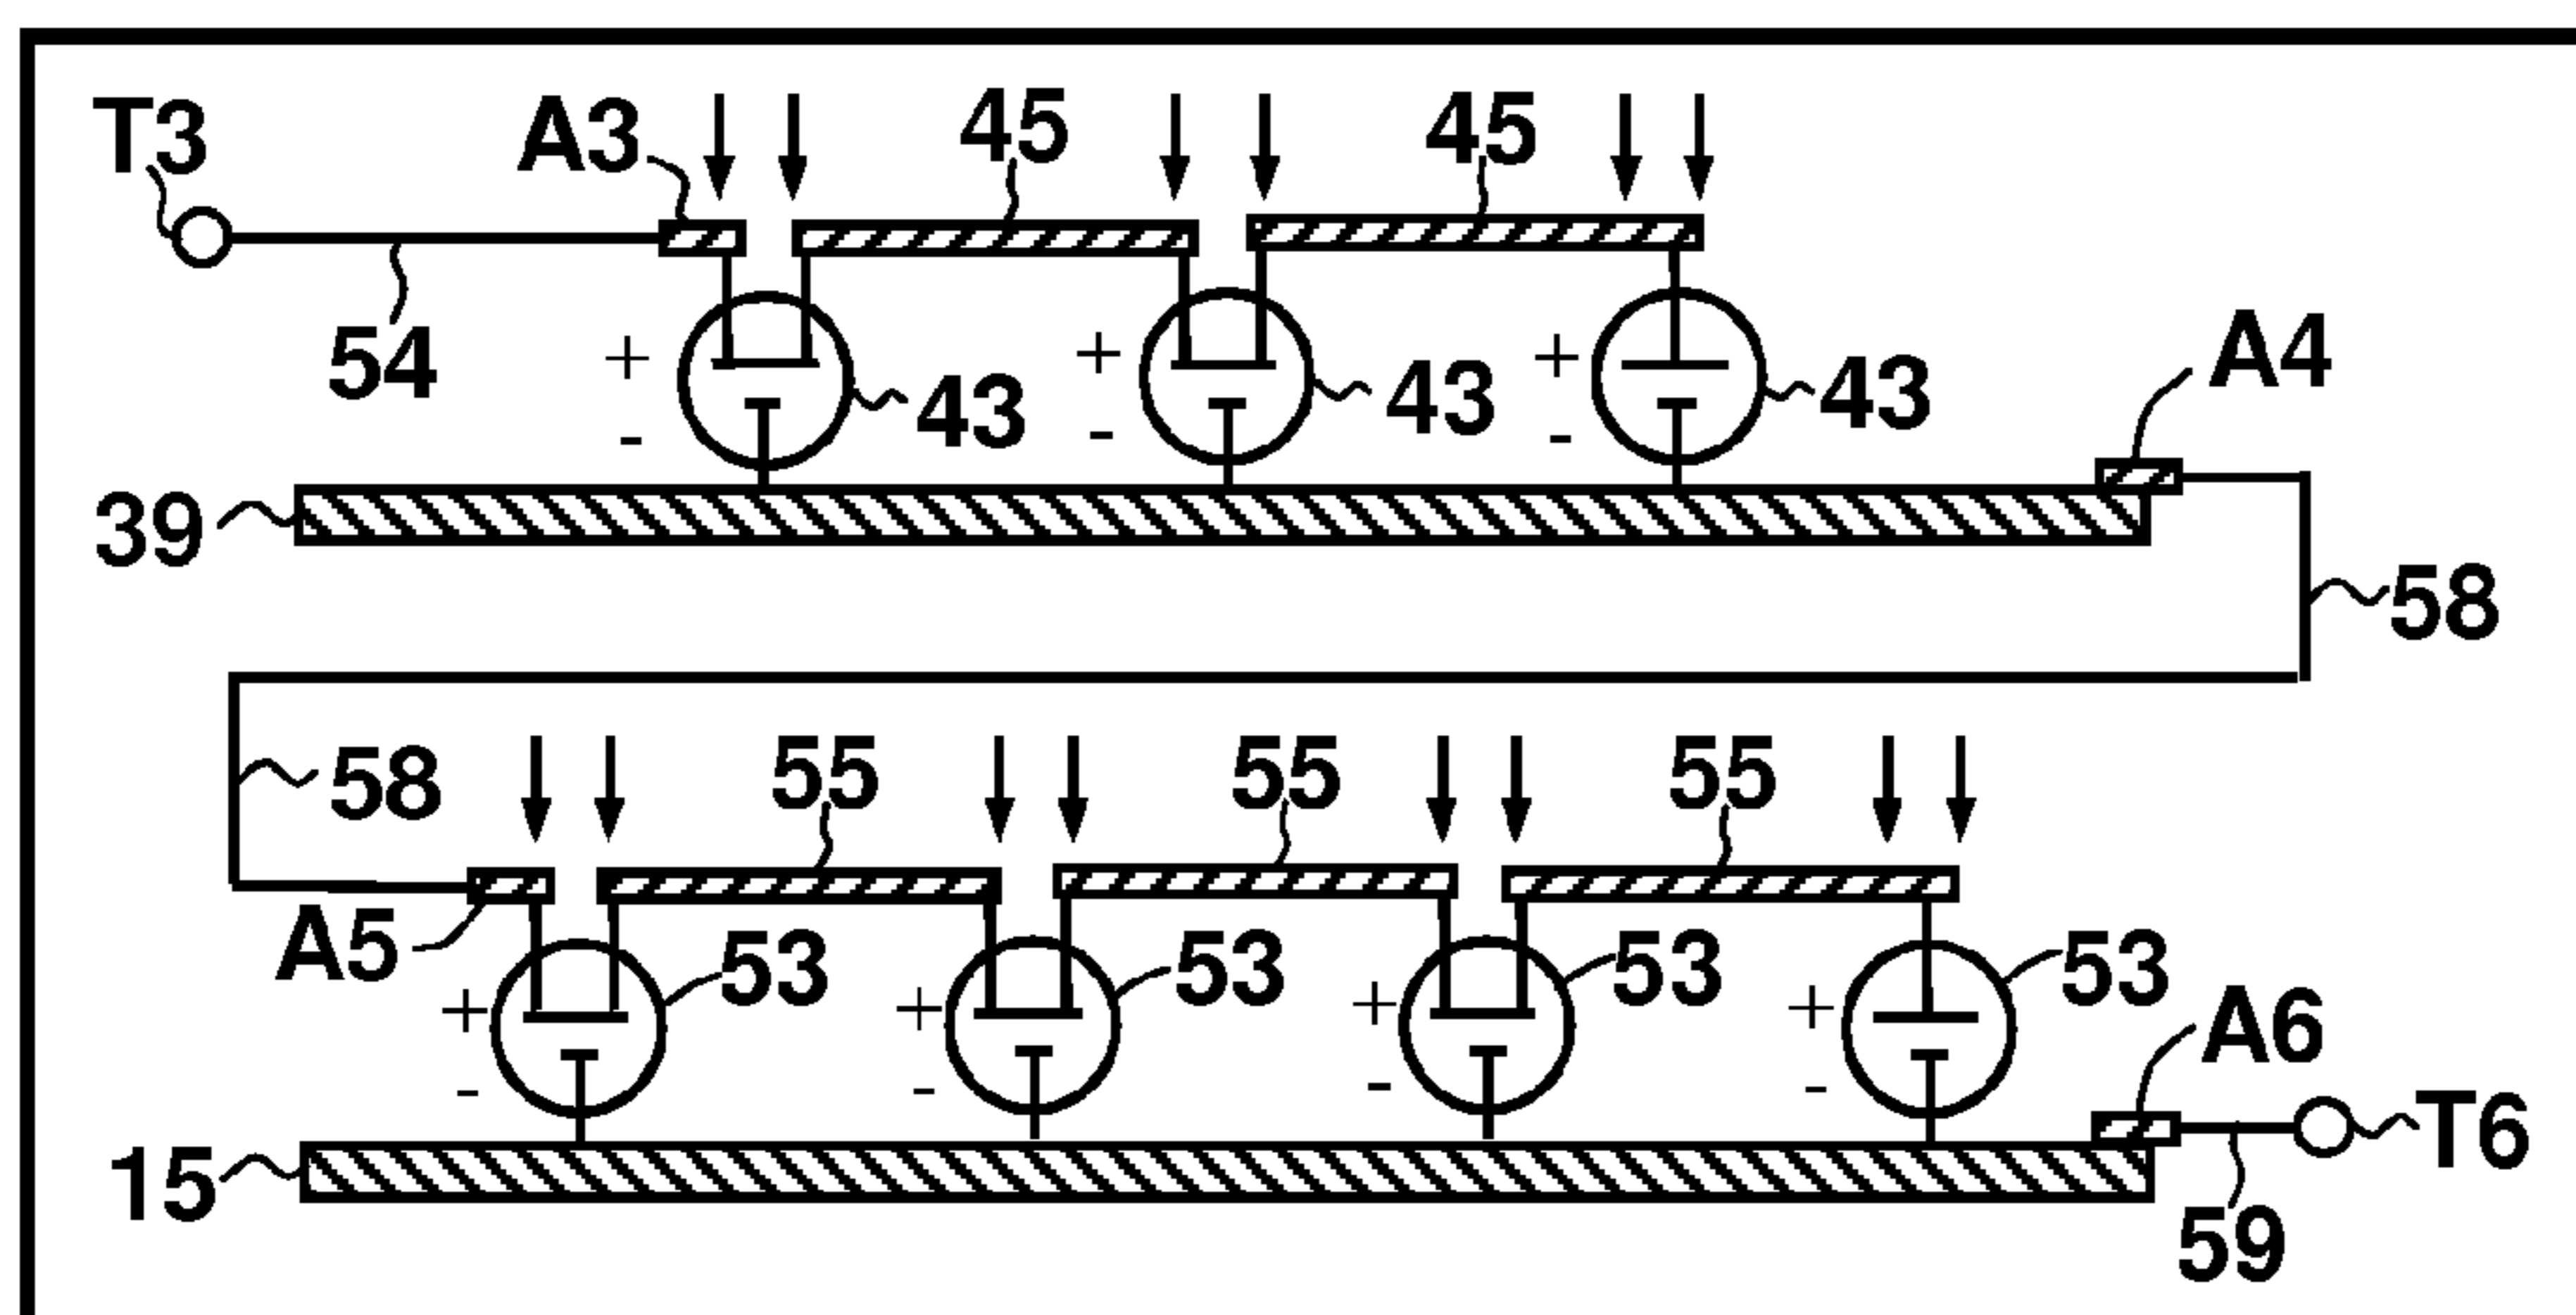 T3 A3 45 45
54 + - 43 + - 43 + - 43 A4
39 58
58 55 55 55
A5 + - 53 + - 53 + - 53 + - 53 A6
15 T6
59